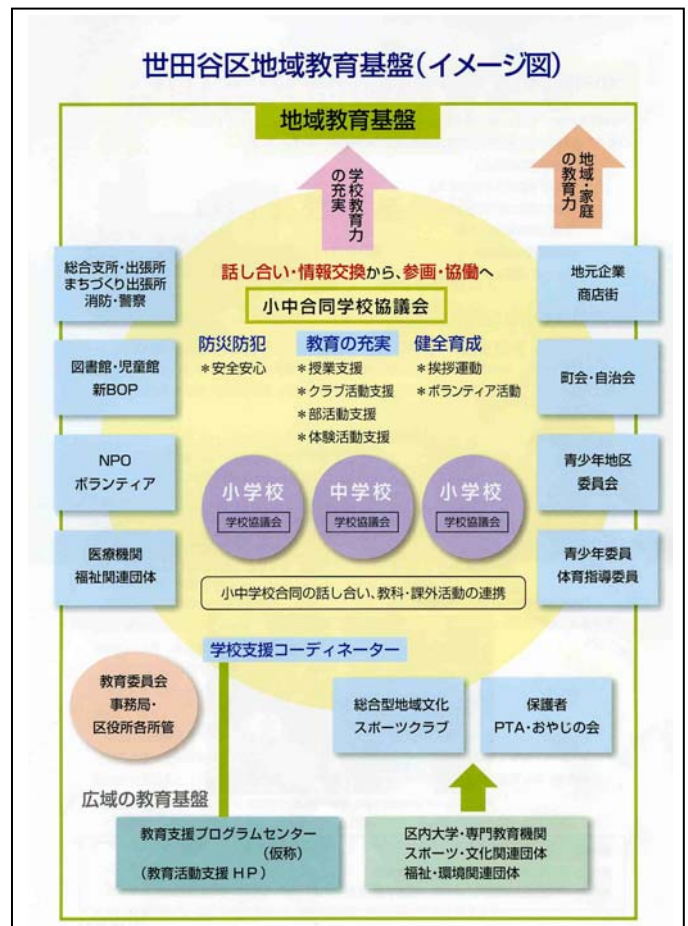 世田谷区地域教育基盤(イメージ図)
地域教育基盤
学校教育力
の充実
地域・家庭
の教育力
総合支所・出張所
まちづくり出張所
消防・警察
図書館・児童館
新BOP
NPO
ボランティア
医療機関
福祉関連団体
話し合い・情報交換から、参画・協働へ
小中合同学校協議会
防災防犯
*安全安心
教育の充実
*授業支援
*クラブ活動支援
*部活動支援
*体験活動支援
健全育成
*挨拶運動
*ボランティア活動
小学校
学校協議会
中学校
学校協議会
小学校
学校協議会
小中学校合同の話し合い、教科・課外活動の連携
地元企業
商店街
町会・自治会
青少年地区
委員会
青少年委員
体育指導委員
学校支援コーディネーター
教育委員会
事務局・
区役所各所管
総合型地域文化
スポーツクラブ
保護者
PTA・おやじの会
広域の教育基盤
教育支援プログラムセンター
(仮称)
(教育活動支援HP)
区内大学・専門教育機関
スポーツ・文化関連団体
福祉・環境関連団体